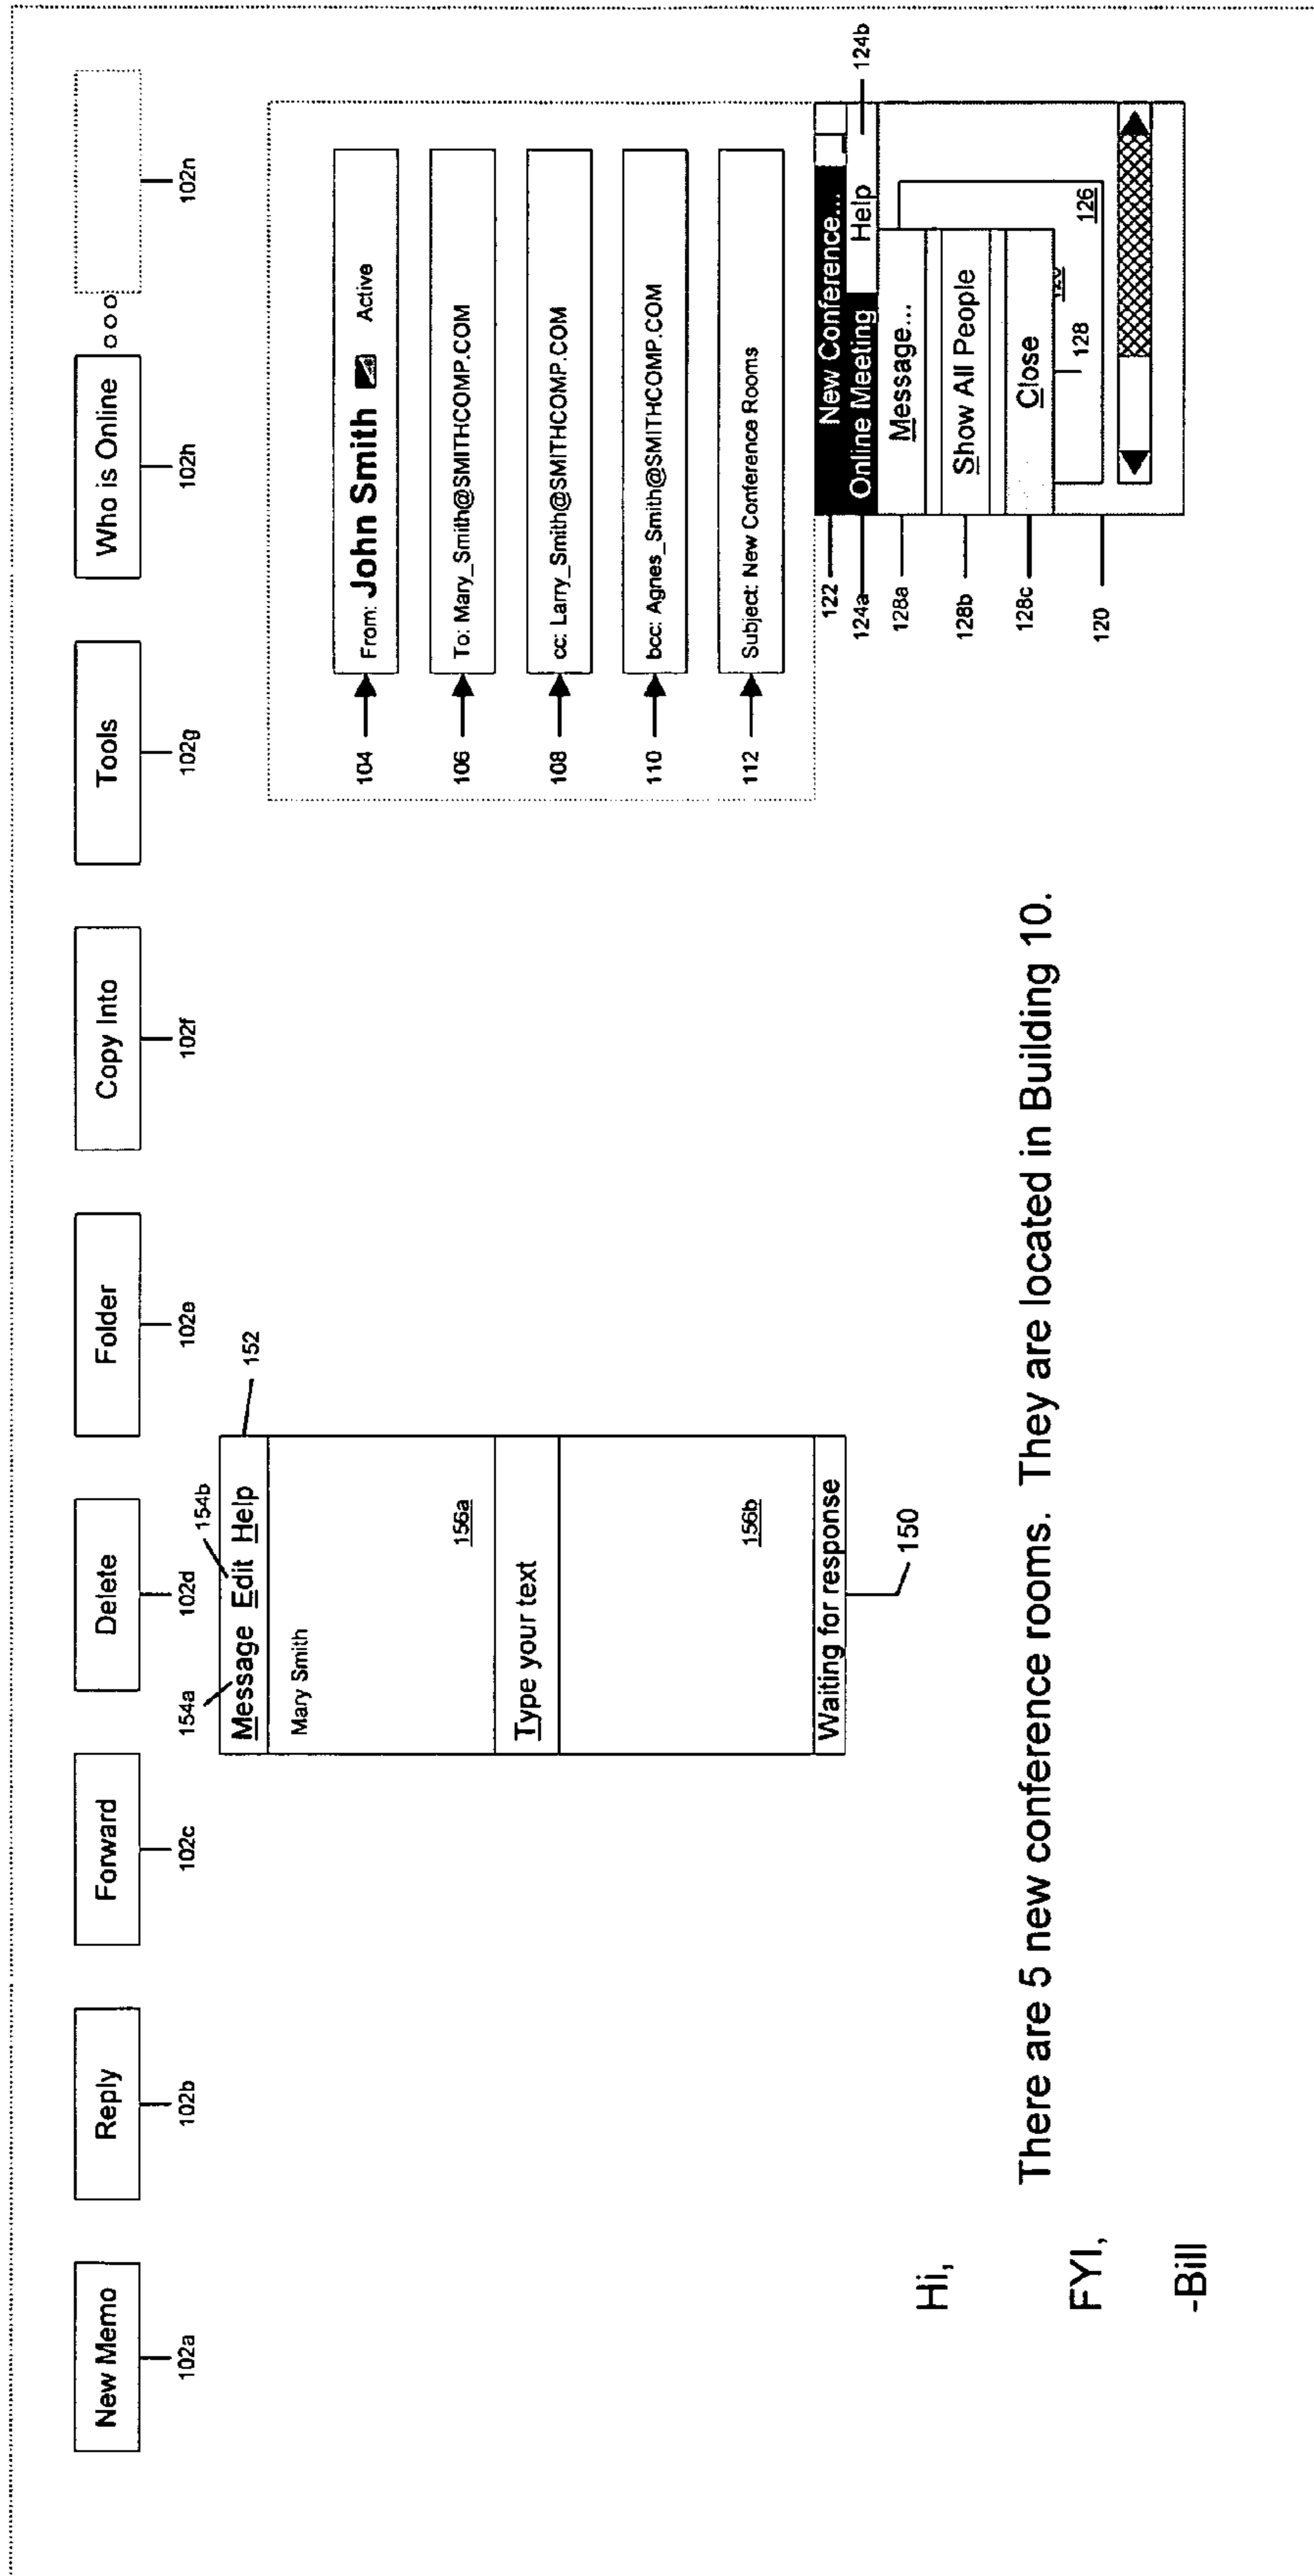 New Memo
Reply
Forward
Delete
Folder
Copy Into
Tools
Who is Online
102a
102b
102c
102d
102e
102f
102g
102h
102n
154a
154b
152
Message Edit Help
Mary Smith
156a
Type your text
156b
Waiting for response
150
104
From: John Smith Active
106
To: Mary_Smith@SMITHCOMP.COM
108
cc: Larry_Smith@SMITHCOMP.COM
110
bcc: Agnes_Smith@SMITHCOMP.COM
112
Subject: New Conference Rooms
122
New Conference...
124a
Online Meeting Help
124b
128a
Message...
128b
Show All People
128c
Close
128
126
120
Hi,
There are 5 new conference rooms. They are located in Building 10.
FYI,
-Bill